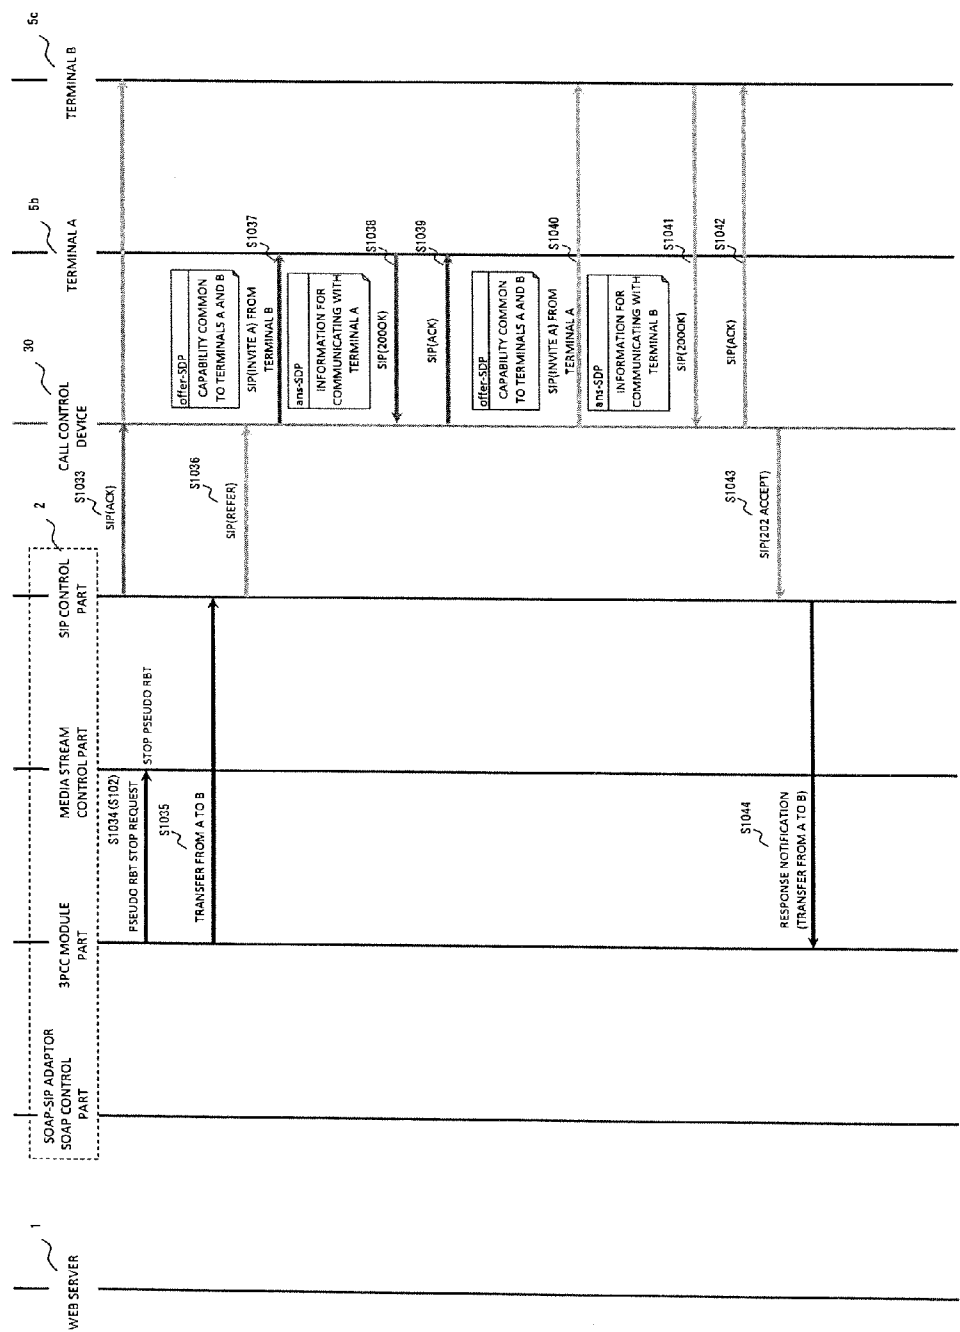 WEB SERVER
1
SOAP-SIP ADAPTOR
SOAP CONTROL
PART
3PCC MODULE
PART
MEDIA STREAM
CONTROL PART
SIP CONTROL
PART
2
CALL CONTROL
DEVICE
30
TERMINAL A
5b
TERMINAL B
5c
S1033
SIP(ACK)
S1034 (S102)
PSEUDO RBT STOP REQUEST
STOP PSEUDO RBT
S1035
TRANSFER FROM A TO B
S1036
SIP(REFER)
offer-SDP
CAPABILITY COMMON
TO TERMINALS A AND B
SIP(INVITE A) FROM
TERMINAL B
S1037
ans-SDP
INFORMATION FOR
COMMUNICATING WITH
TERMINAL A
SIP(200OK)
S1038
SIP(ACK)
S1039
offer-SDP
CAPABILITY COMMON
TO TERMINALS A AND B
SIP(INVITE A) FROM
TERMINAL A
S1040
ans-SDP
INFORMATION FOR
COMMUNICATING WITH
TERMINAL B
SIP(200OK)
S1041
SIP(ACK)
S1042
S1043
SIP(202 ACCEPT)
S1044
RESPONSE NOTIFICATION
(TRANSFER FROM A TO B)